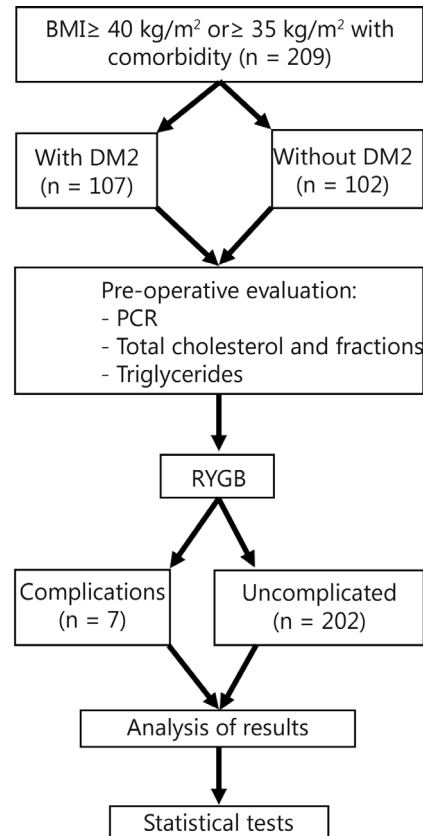 BMI≥ 40 kg/m² or≥ 35 kg/m² with
comorbidity (n = 209)
With DM2
(n = 107)
Without DM2
(n = 102)
Pre-operative evaluation:
- PCR
- Total cholesterol and fractions
- Triglycerides
RYGB
Complications
(n = 7)
Uncomplicated
(n = 202)
Analysis of results
Statistical tests